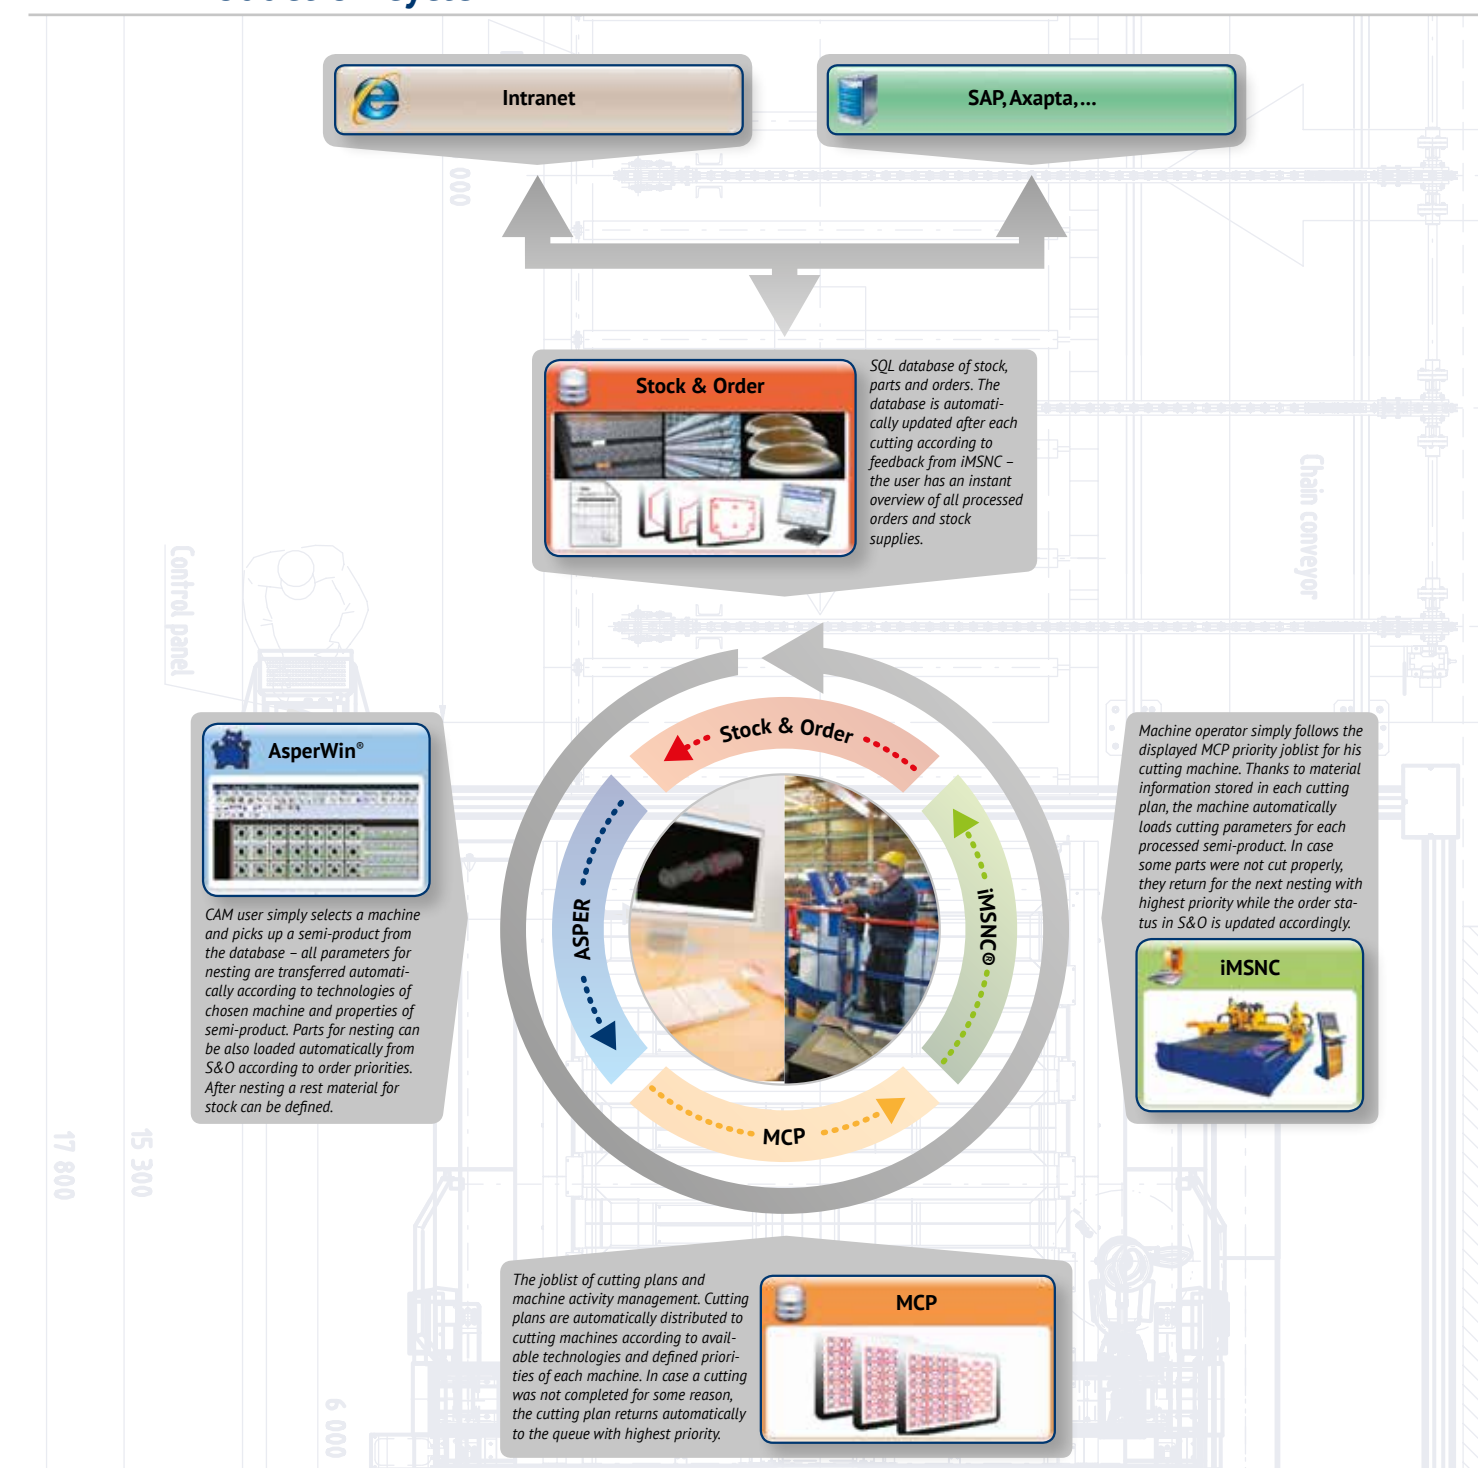 Intranet
SAP, Axapta,...
000
Stock & Order
SQL database of stock,
parts and orders. The
database is automati-
cally updated after each
cutting according to
feedback from iMSNC –
the user has an instant
overview of all processed
orders and stock
supplies.
Chain conveyor
Control panel
Stock & Order
ASPER
iMSNC®
MCP
AsperWin®
CAM user simply selects a machine
and picks up a semi-product from
the database – all parameters for
nesting are transferred automati-
cally according to technologies of
chosen machine and properties of
semi-product. Parts for nesting can
be also loaded automatically from
S&O according to order priorities.
After nesting a rest material for
stock can be defined.
Machine operator simply follows the
displayed MCP priority joblist for his
cutting machine. Thanks to material
information stored in each cutting
plan, the machine automatically
loads cutting parameters for each
processed semi-product. In case
some parts were not cut properly,
they return for the next nesting with
highest priority while the order sta-
tus in S&O is updated accordingly.
iMSNC
17 800
15 300
6 000
The joblist of cutting plans and
machine activity management. Cutting
plans are automatically distributed to
cutting machines according to avail-
able technologies and defined priori-
ties of each machine. In case a cutting
was not completed for some reason,
the cutting plan returns automatically
to the queue with highest priority.
MCP